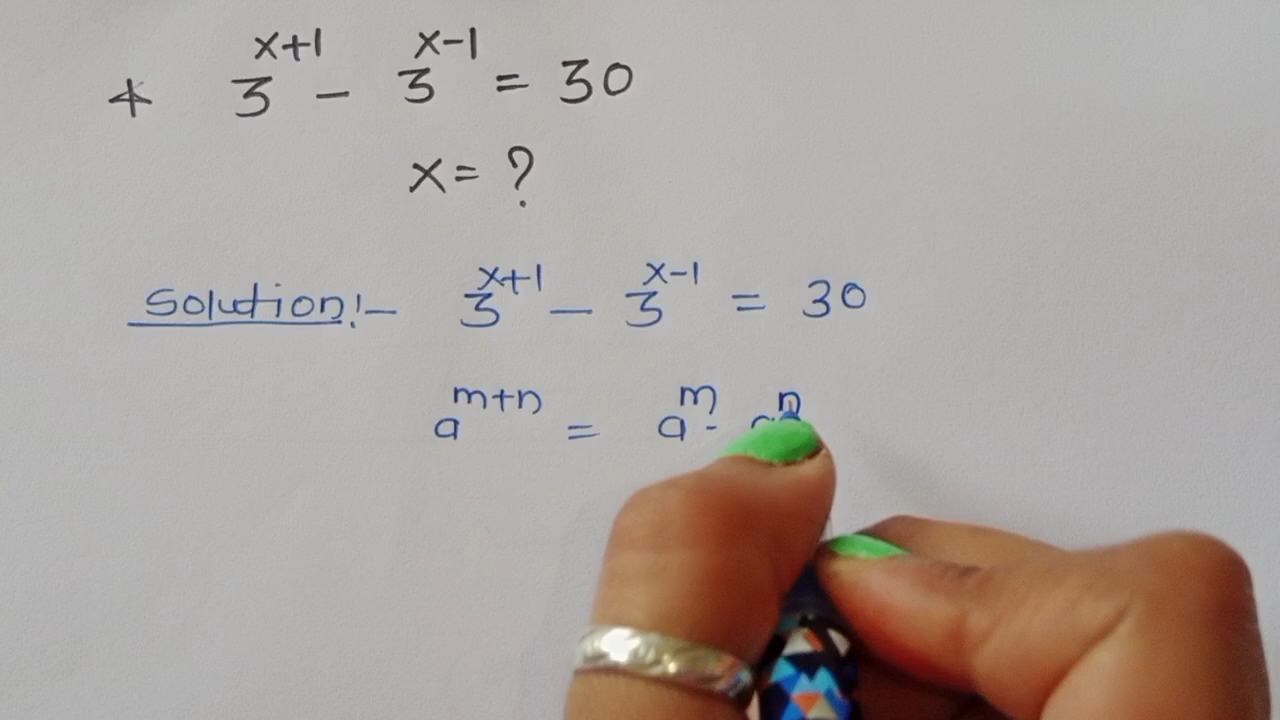 * 3^{x+1} - 3^{x-1} = 30
x = ?
Solution:- 3^{x+1} - 3^{x-1} = 30
a^{m+n} = a^m · a^n